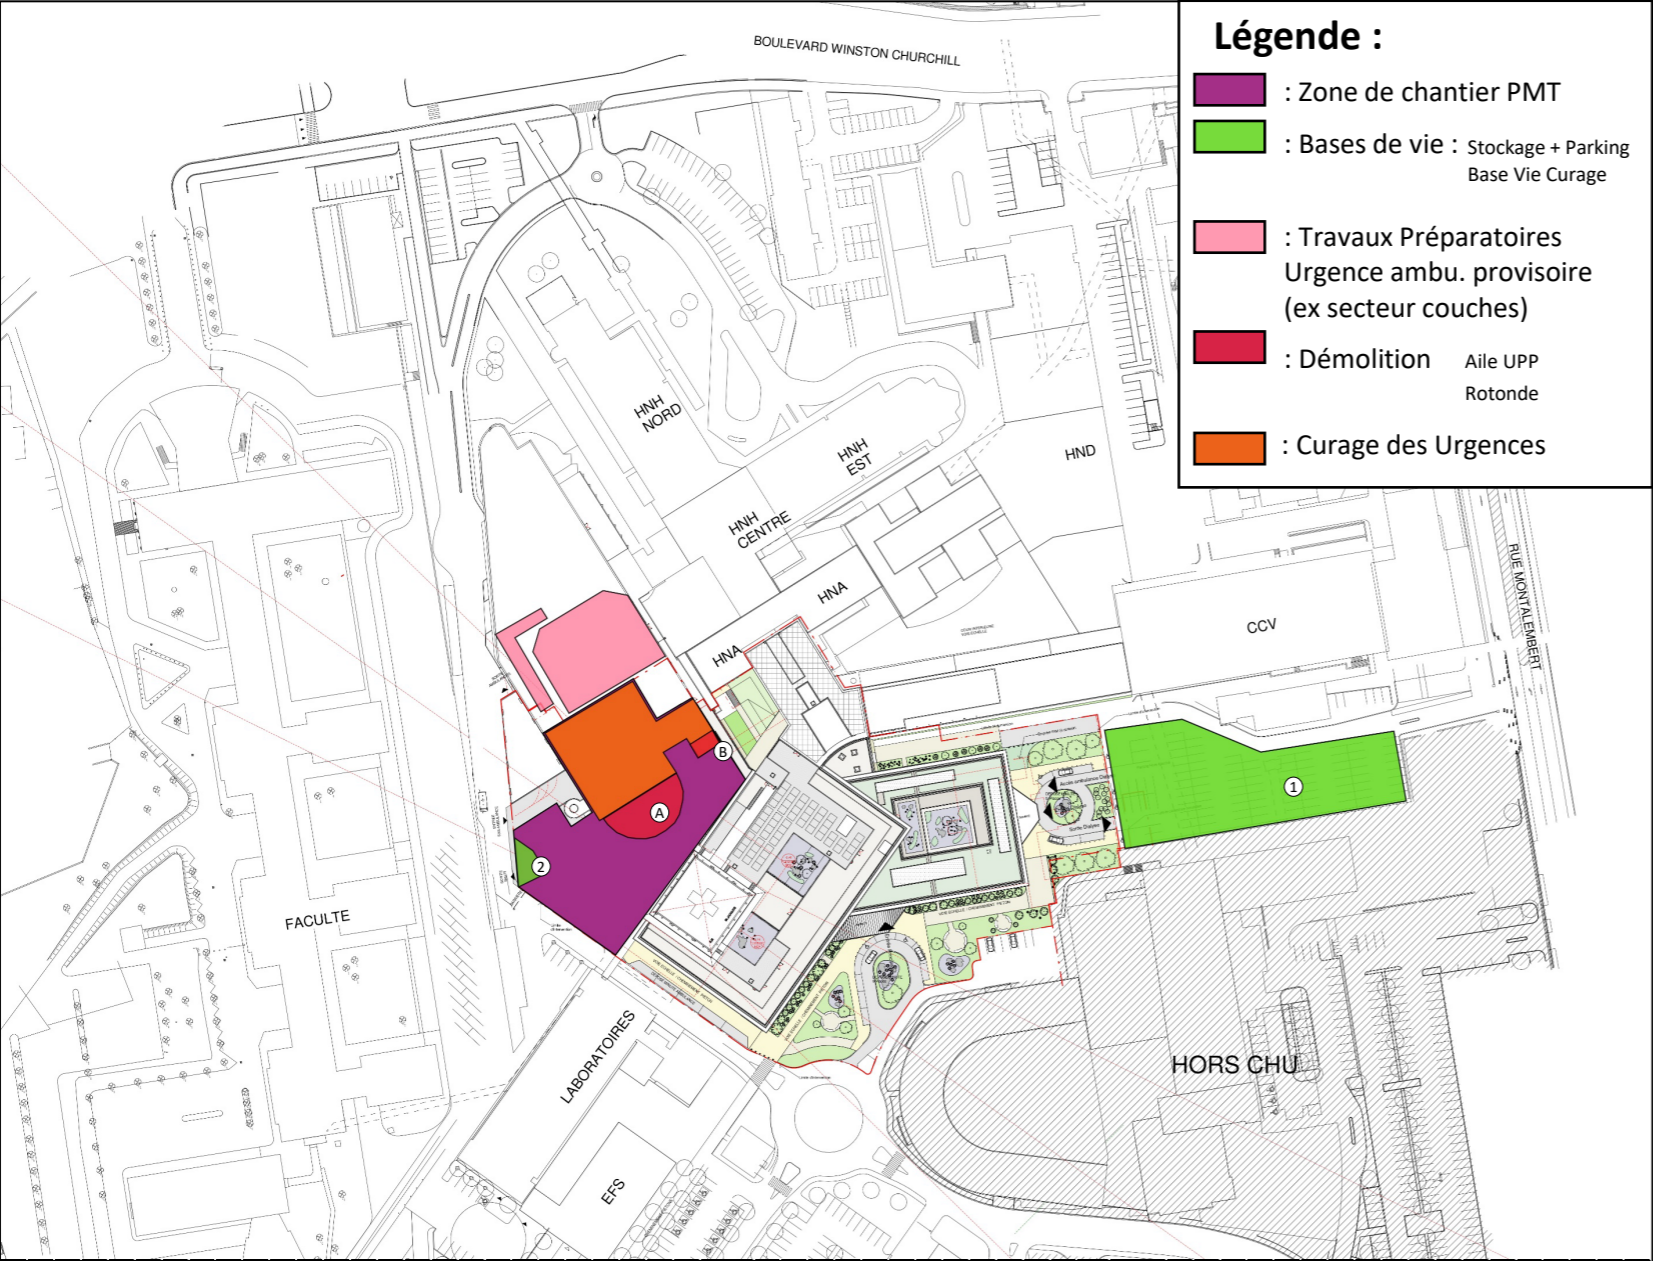 BOULEVARD WINSTON CHURCHILL
Légende :
: Zone de chantier PMT
: Bases de vie : Stockage + Parking
Base Vie Curage
: Travaux Préparatoires
Urgence ambu. provisoire
(ex secteur couches)
: Démolition Aile UPP
Rotonde
: Curage des Urgences
HNH
NORD
HNH
EST
HND
HNH
CENTRE
HNA
RUE MONTALEMBERT
CCV
HNA
B
A
1
2
FACULTE
LABORATOIRES
HORS CHU
EFS